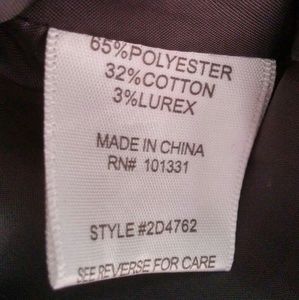 65%POLYESTER
32%COTTON
3%LUREX
MADE IN CHINA
RN# 101331
STYLE #2D4762
SEE REVERSE FOR CARE